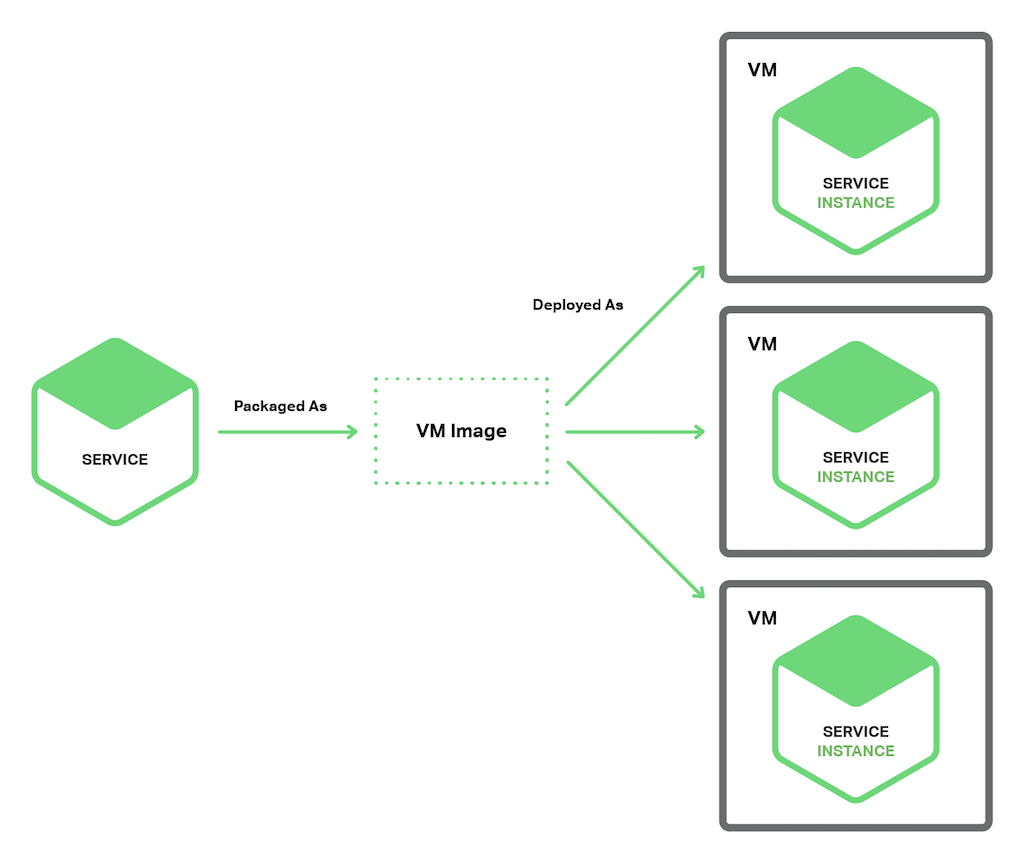 SERVICE
Packaged As
VM Image
Deployed As
VM
SERVICE
INSTANCE
VM
SERVICE
INSTANCE
VM
SERVICE
INSTANCE